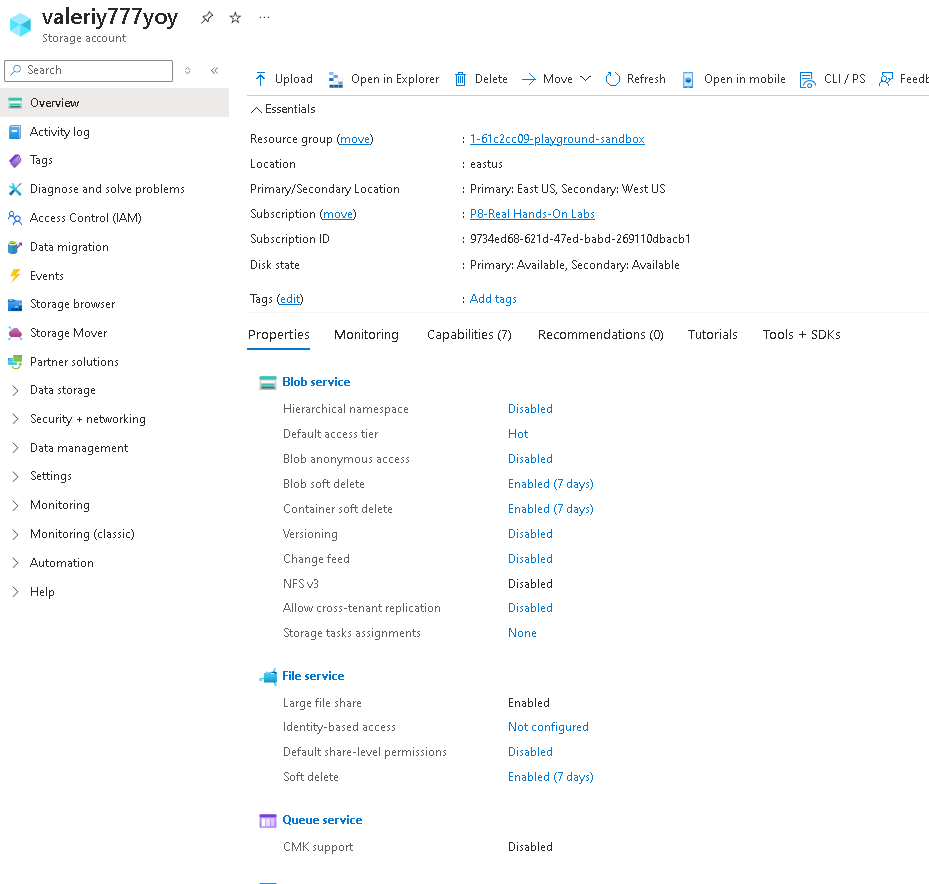 valeriy777yoy
Storage account
Search
Overview
Activity log
Tags
Diagnose and solve problems
Access Control (IAM)
Data migration
Events
Storage browser
Storage Mover
Partner solutions
Data storage
Security + networking
Data management
Settings
Monitoring
Monitoring (classic)
Automation
Help
Upload Open in Explorer Delete Move Refresh Open in mobile CLI / PS Feedb
Essentials
Resource group (move) : 1-61c2cc09-playground-sandbox
Location : eastus
Primary/Secondary Location : Primary: East US, Secondary: West US
Subscription (move) : P8-Real Hands-On Labs
Subscription ID : 9734ed68-621d-47ed-babd-269110dbacb1
Disk state : Primary: Available, Secondary: Available
Tags (edit) : Add tags
Properties Monitoring Capabilities (7) Recommendations (0) Tutorials Tools + SDKs
Blob service
Hierarchical namespace Disabled
Default access tier Hot
Blob anonymous access Disabled
Blob soft delete Enabled (7 days)
Container soft delete Enabled (7 days)
Versioning Disabled
Change feed Disabled
NFS v3 Disabled
Allow cross-tenant replication Disabled
Storage tasks assignments None
File service
Large file share Enabled
Identity-based access Not configured
Default share-level permissions Disabled
Soft delete Enabled (7 days)
Queue service
CMK support Disabled